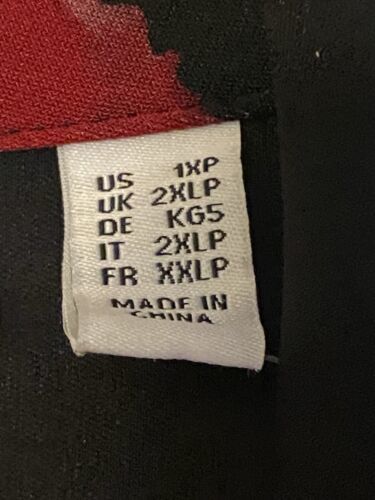 US 1XP
UK 2XLP
DE KG5
IT 2XLP
FR XXLP
MADE IN
CHINA